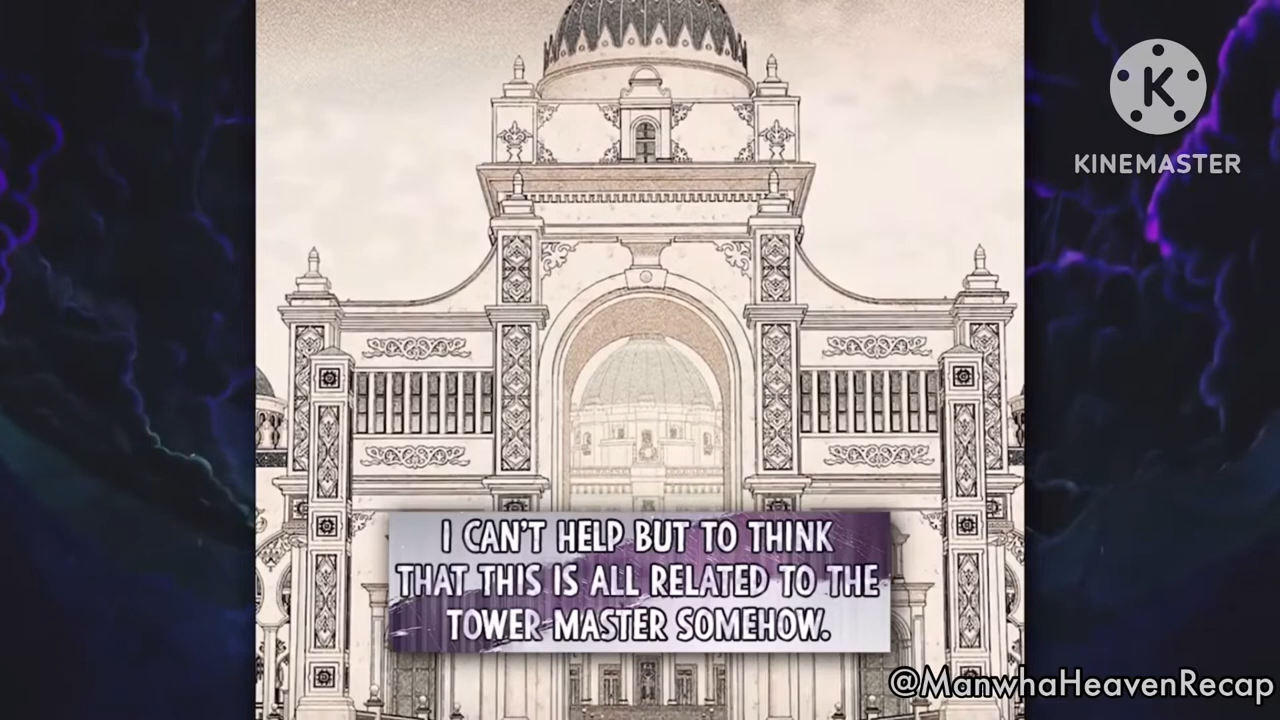 KINEMASTER
I CAN'T HELP BUT TO THINK
THAT THIS IS ALL RELATED TO THE
TOWER MASTER SOMEHOW.
@ManwhaHeavenRecap